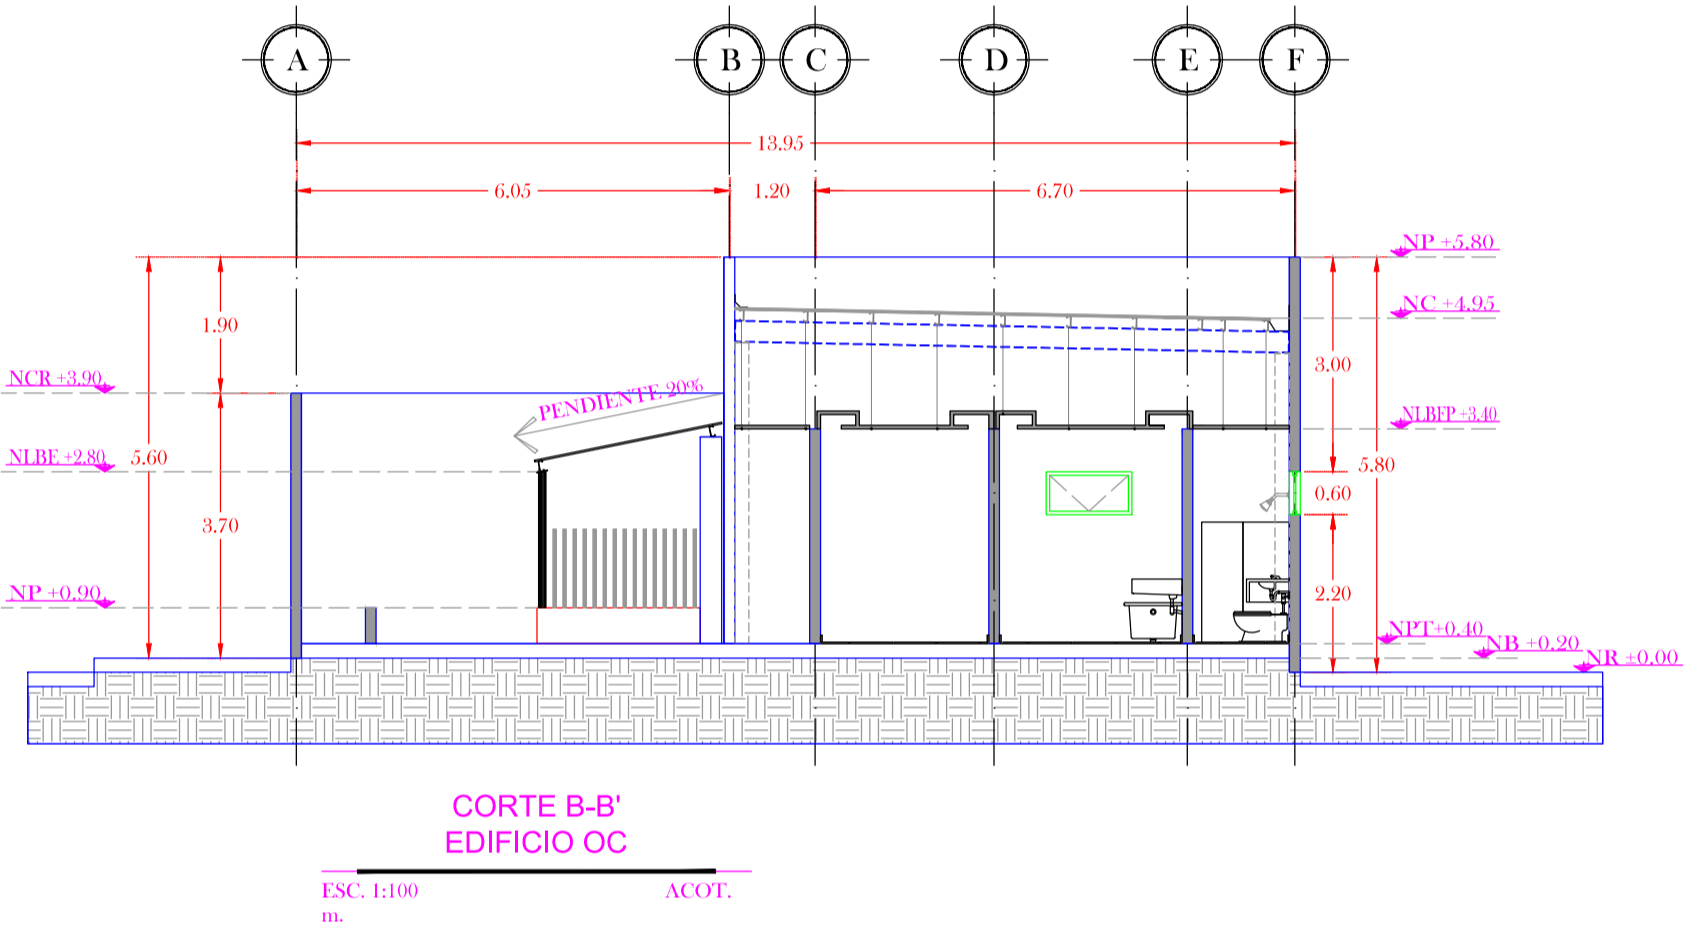 A B C D E F
13.95
6.05 1.20 6.70
NP +5.80
NC +4.95
1.90
3.00
NCR +3.90
PENDIENTE 20%
NLBFP +3.40
NLBE +2.80
5.60
5.80
0.60
3.70
NP +0.90
2.20
NPT+0.40
NB +0.20
NR ±0.00
CORTE B-B'
EDIFICIO OC
ESC. 1:100 ACOT.
m.